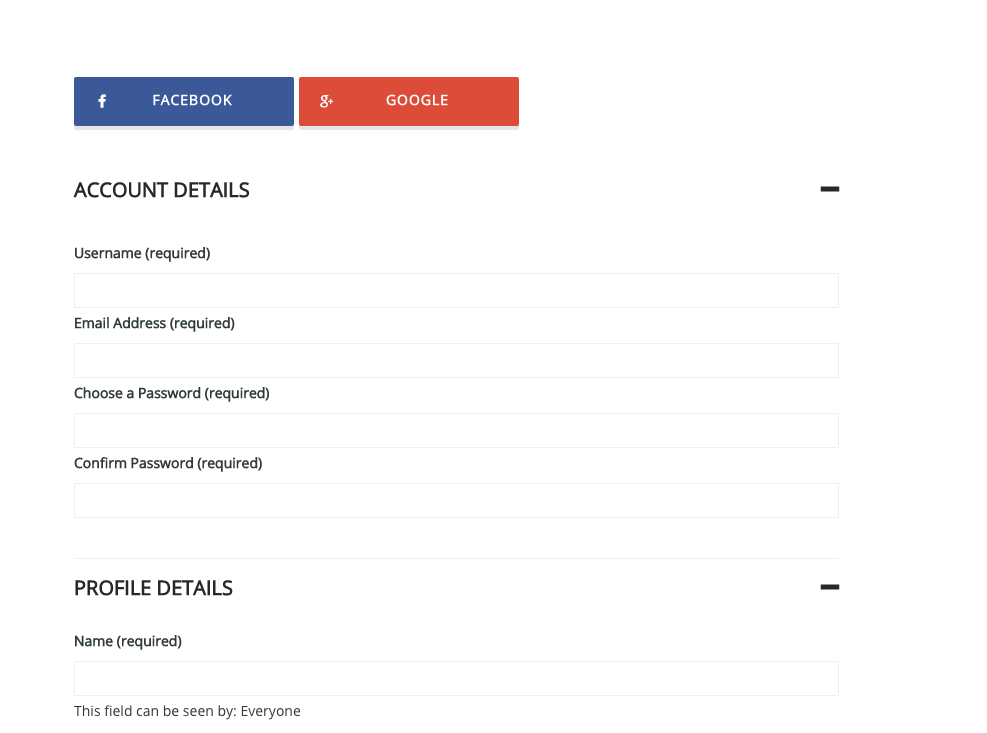 FACEBOOK
g+ GOOGLE
ACCOUNT DETAILS
Username (required)
Email Address (required)
Choose a Password (required)
Confirm Password (required)
PROFILE DETAILS
Name (required)
This field can be seen by: Everyone